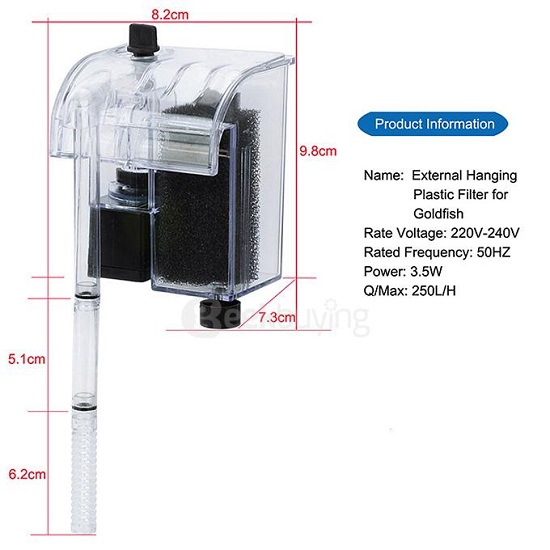 8.2cm
9.8cm
Product Information
Name: External Hanging
Plastic Filter for
Goldfish
Rate Voltage: 220V-240V
Rated Frequency: 50HZ
Power: 3.5W
Q/Max: 250L/H
7.3cm
5.1cm
6.2cm